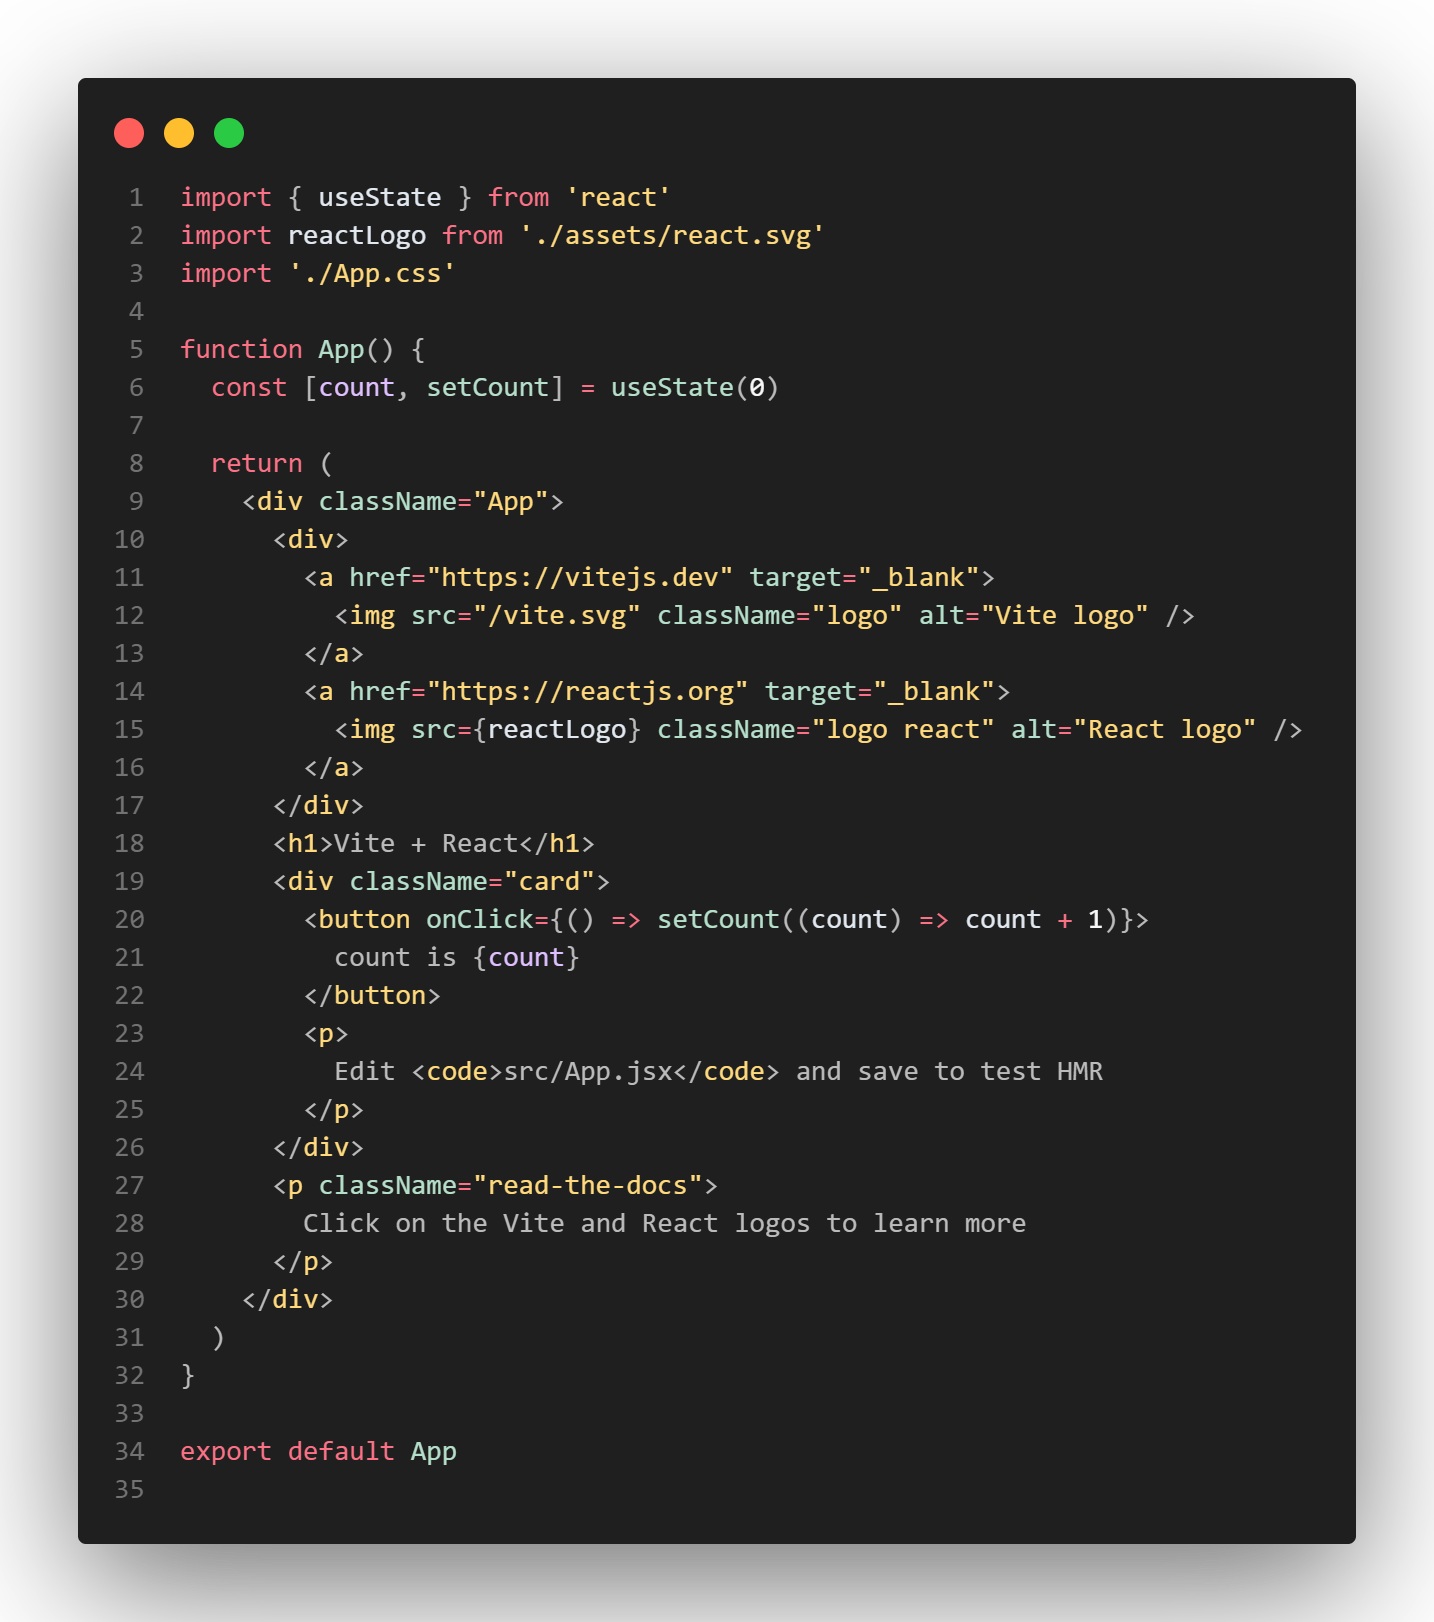 1 import { useState } from 'react'
2 import reactLogo from './assets/react.svg'
3 import './App.css'
4
5 function App() {
6   const [count, setCount] = useState(0)
7
8   return (
9     <div className="App">
10       <div>
11         <a href="https://vitejs.dev" target="_blank">
12           <img src="/vite.svg" className="logo" alt="Vite logo" />
13         </a>
14         <a href="https://reactjs.org" target="_blank">
15           <img src={reactLogo} className="logo react" alt="React logo" />
16         </a>
17       </div>
18       <h1>Vite + React</h1>
19       <div className="card">
20         <button onClick={() => setCount((count) => count + 1)}>
21           count is {count}
22         </button>
23         <p>
24           Edit <code>src/App.jsx</code> and save to test HMR
25         </p>
26       </div>
27       <p className="read-the-docs">
28         Click on the Vite and React logos to learn more
29       </p>
30     </div>
31   )
32 }
33
34 export default App
35